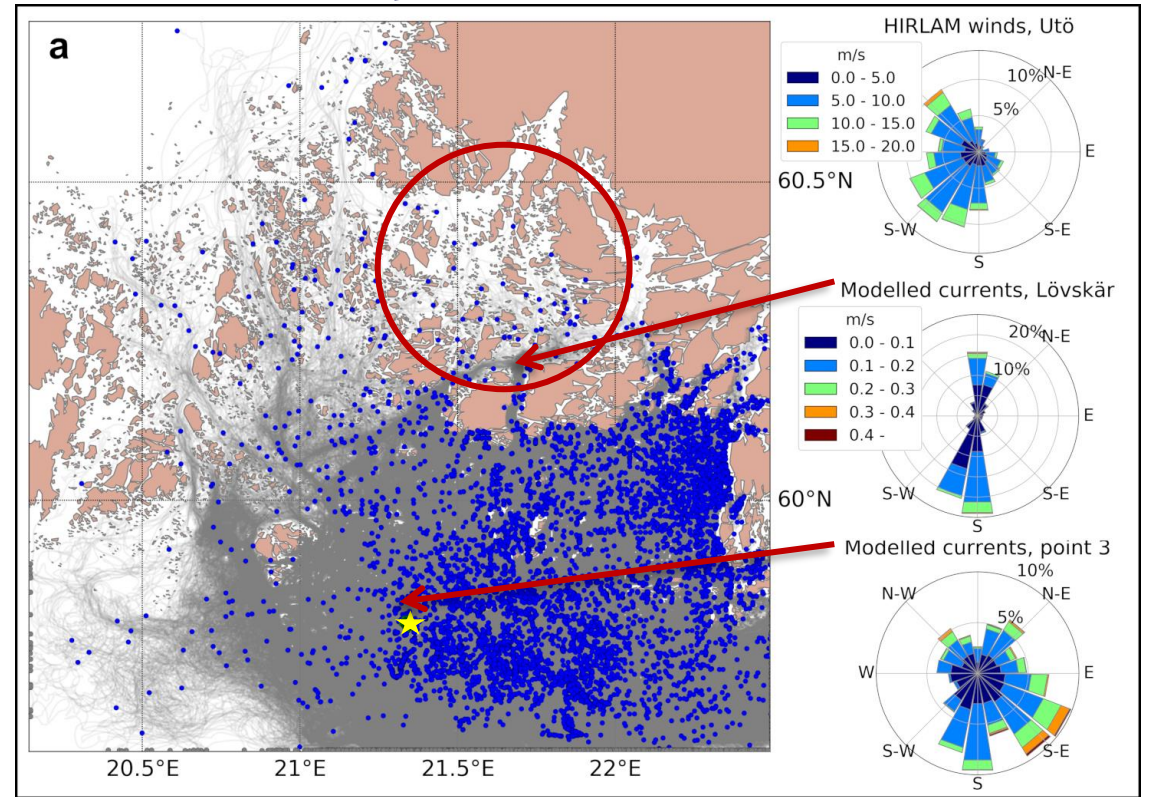 a
HIRLAM winds, Utö
m/s
0.0 - 5.0
5.0 - 10.0
10.0 - 15.0
15.0 - 20.0
10%
N-E
5%
E
S-W
S-E
S
60.5°N
Modelled currents, Lövskär
m/s
0.0 - 0.1
0.1 - 0.2
0.2 - 0.3
0.3 - 0.4
0.4 -
20%
N-E
10%
E
S-W
S-E
S
60°N
Modelled currents, point 3
10%
N-W
N-E
5%
W
E
S-W
S-E
S
20.5°E
21°E
21.5°E
22°E